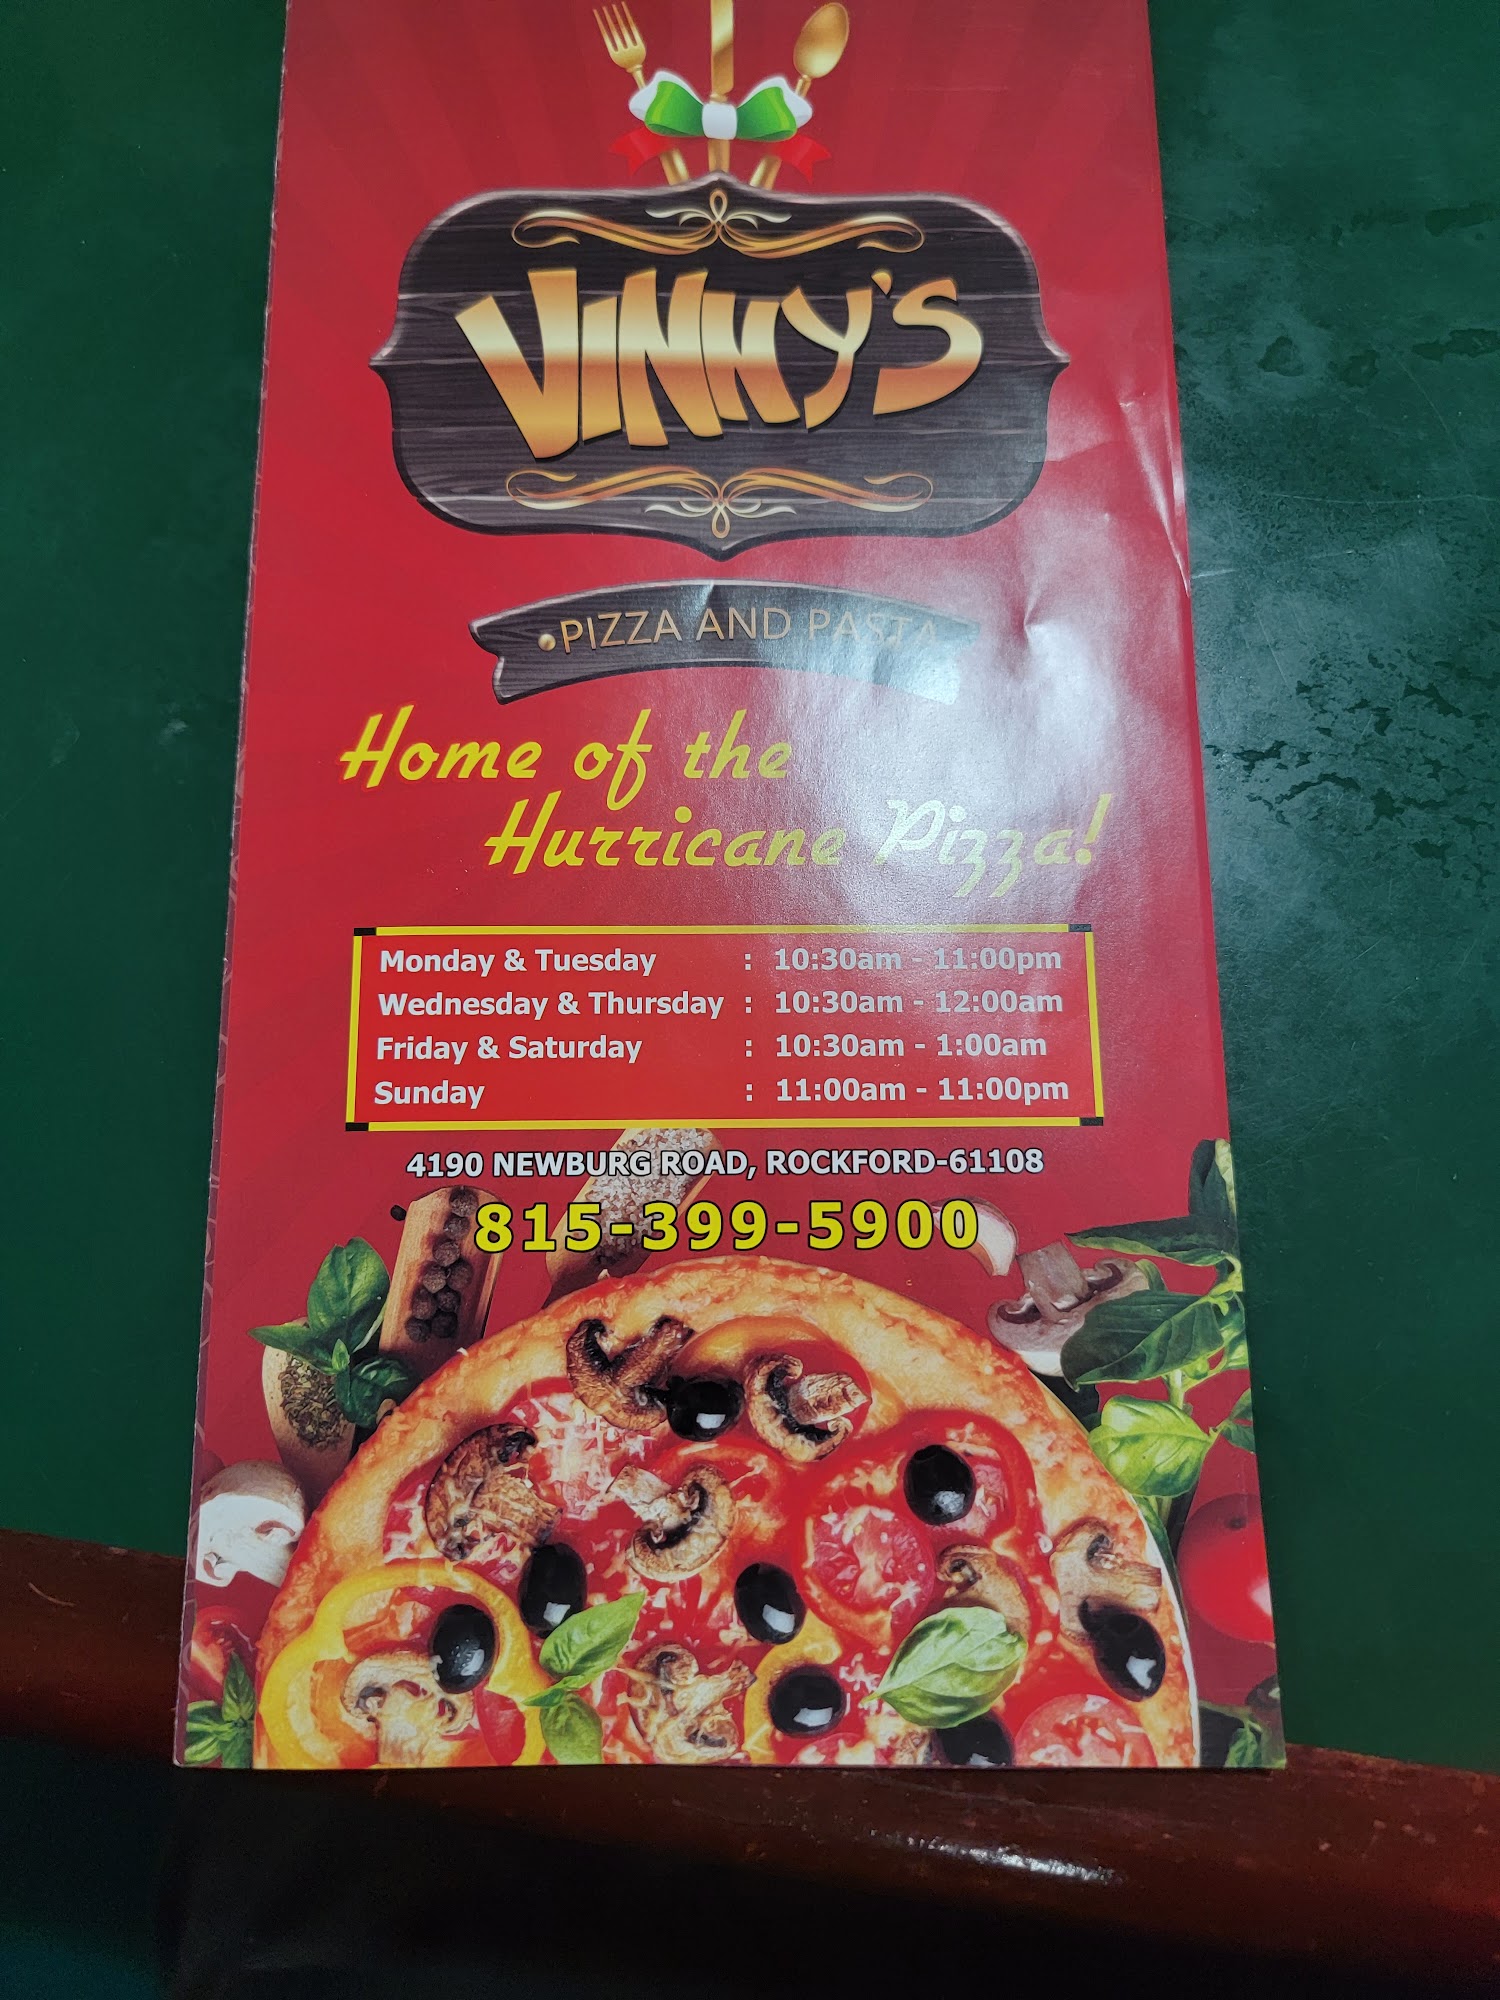 VINNY'S
•PIZZA AND PASTA
Home of the
Hurricane Pizza!
Monday & Tuesday : 10:30am - 11:00pm
Wednesday & Thursday : 10:30am - 12:00am
Friday & Saturday : 10:30am - 1:00am
Sunday : 11:00am - 11:00pm
4190 NEWBURG ROAD, ROCKFORD-61108
815-399-5900